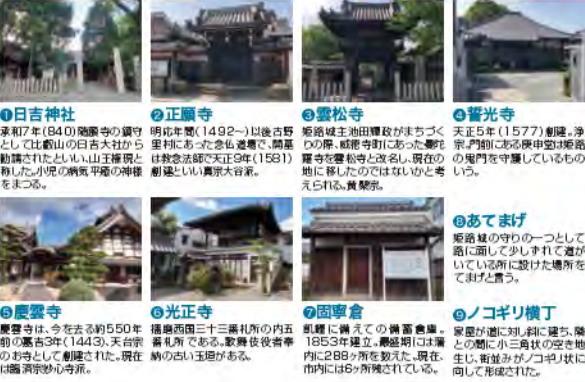 ❶日吉神社
承和7年(840)随願寺の鎮守
として比叡山の日吉大社から
勧請されたといい、山王権現と
称した。小児の病気平癒の神様
をまつる。
❷正願寺
明応年間(1492〜)以後古野
里村にあった念仏道場で、開基
は救念法師で天正9年(1581)
創建といい真宗大谷派。
❸雲松寺
姫路城主池田輝政がまちづく
りの際、威徳寺町にあった曼陀
羅寺を雲松寺と改名し、現在の
地に移したのではないかと考
えられる。黄檗宗。
❹誓光寺
天正5年(1577)創建。浄
宗。門前にある庚申堂は姫路
の鬼門を守護しているもの
いう。
❺慶雲寺
慶雲寺は、今を去る約550年
前の嘉吉3年(1443)、天台宗
のお寺として創建された。現在
は臨済宗妙心寺派。
❻光正寺
播磨西国三十三番札所の内五
番札所である。歌舞伎役者奉
納の古い玉垣がある。
❼固寧倉
飢饉に備えての備蓄倉庫。
1853年建立。最盛期には藩
内に288ヶ所を数えた。現在、
市内には6ヶ所残されている。
❽あてまげ
姫路城の守りの一つとして
路に面して少しずれて道が
いている所に設けた場所を
てまげと言う。
❾ノコギリ横丁
家屋が道に対し斜に建ち、隣
との間に小三角状の空き地
生じ、街並みがノコギリ状に
向して形成された。